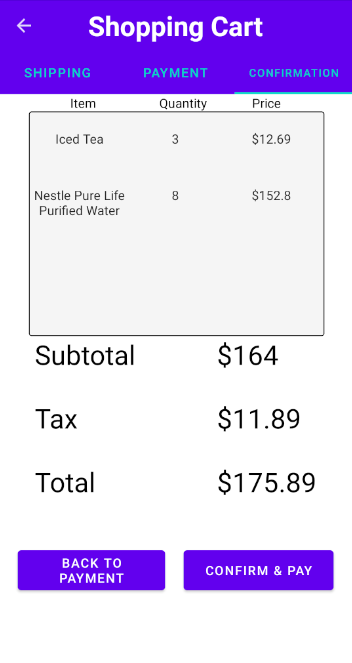 Shopping Cart
SHIPPING PAYMENT CONFIRMATION
Item Quantity Price
Iced Tea 3 $12.69
Nestle Pure Life 8 $152.8
Purified Water
Subtotal $164
Tax $11.89
Total $175.89
BACK TO
PAYMENT
CONFIRM & PAY